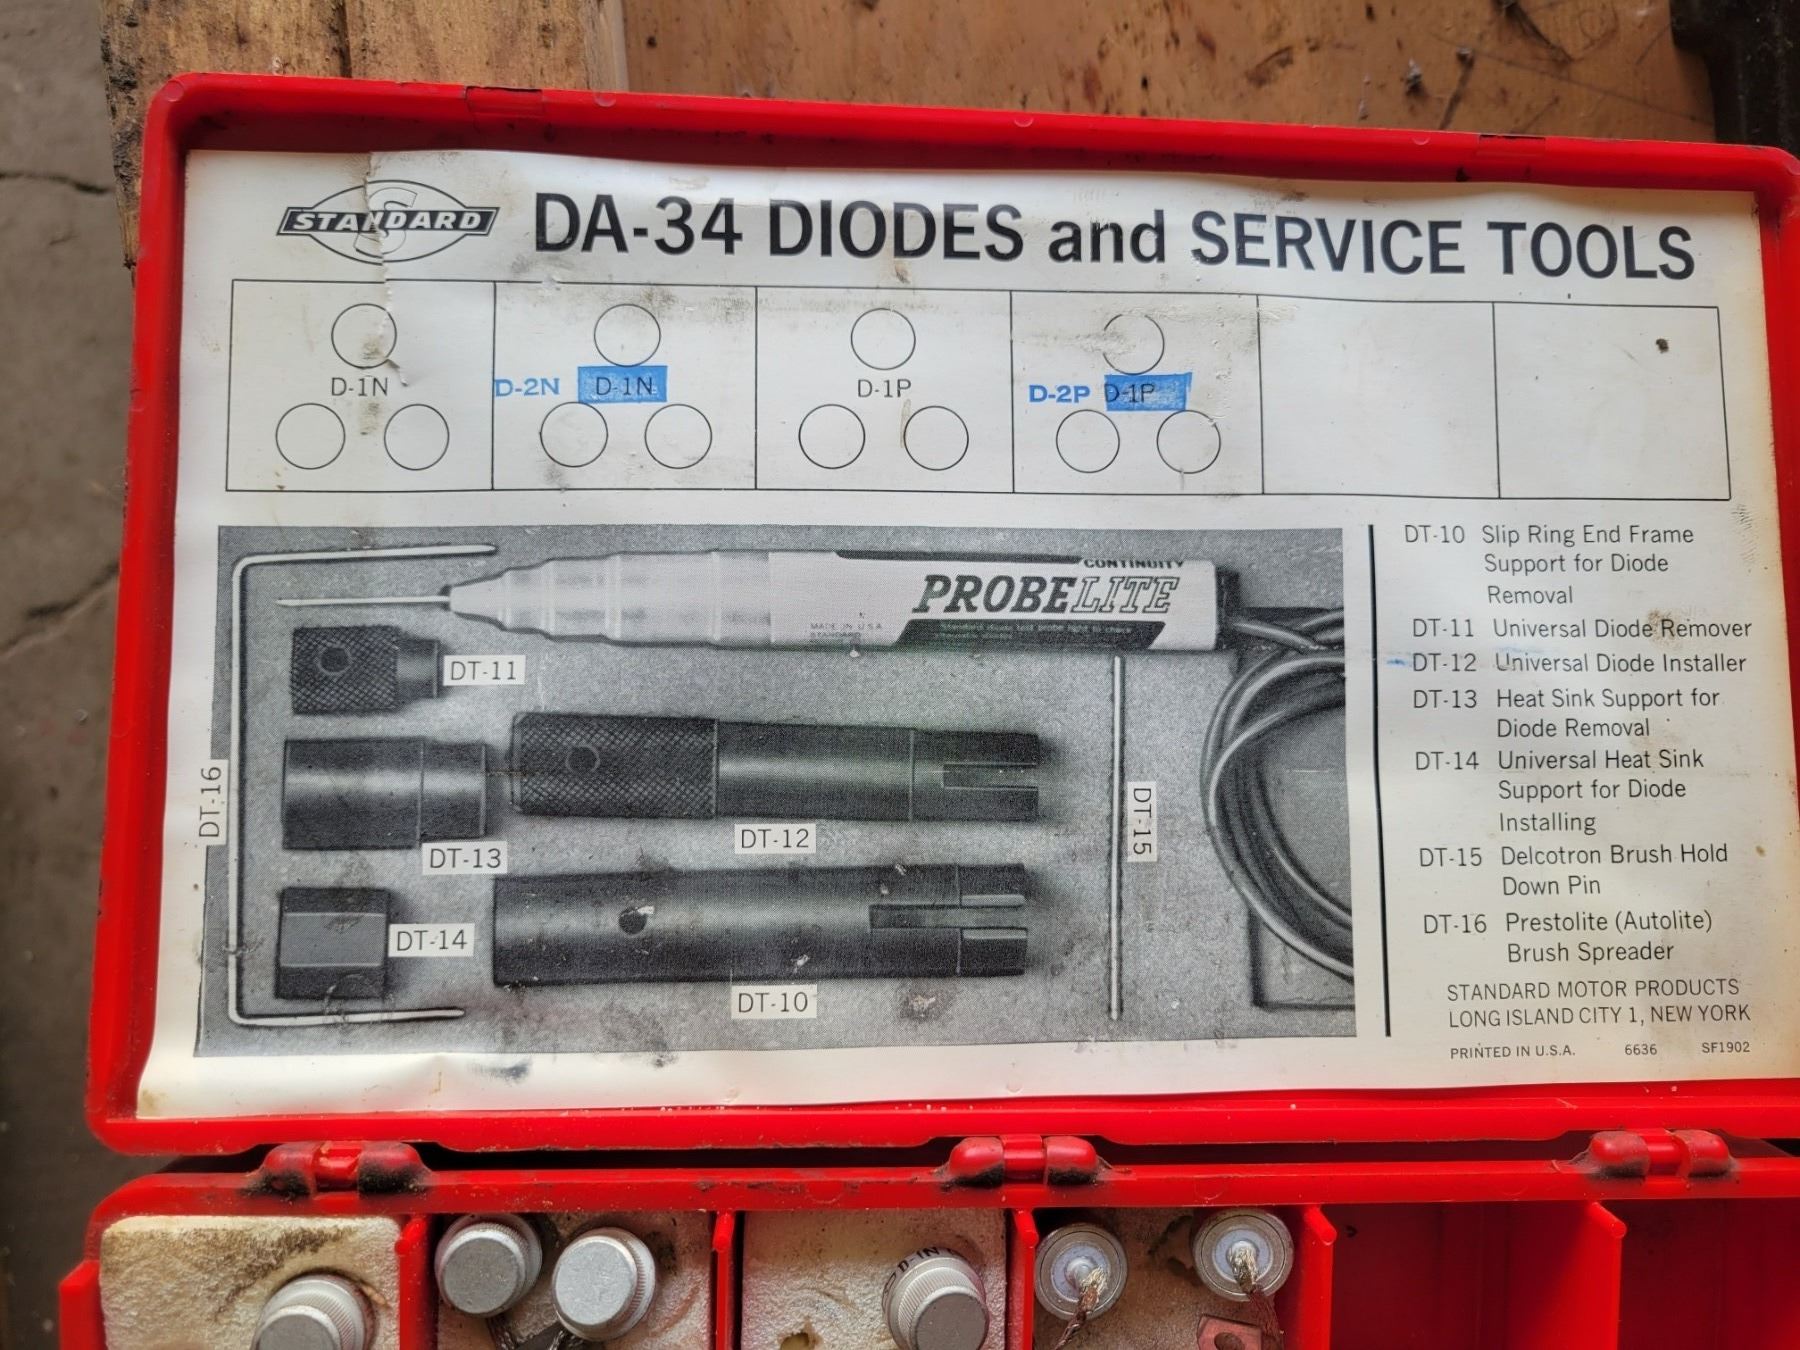 STANDARD
DA-34 DIODES and SERVICE TOOLS
D-1N
D-2N D-1N
D-1P
D-2P D-1P
CONTINUITY
PROBELITE
MADE IN U.S.A.
STANDARD
DT-11
DT-16
DT-12
DT-13
DT-15
DT-14
DT-10
DT-10 Slip Ring End Frame
Support for Diode
Removal
DT-11 Universal Diode Remover
DT-12 Universal Diode Installer
DT-13 Heat Sink Support for
Diode Removal
DT-14 Universal Heat Sink
Support for Diode
Installing
DT-15 Delcotron Brush Hold
Down Pin
DT-16 Prestolite (Autolite)
Brush Spreader
STANDARD MOTOR PRODUCTS
LONG ISLAND CITY 1, NEW YORK
PRINTED IN U.S.A. 6636 SF1902
D-1N